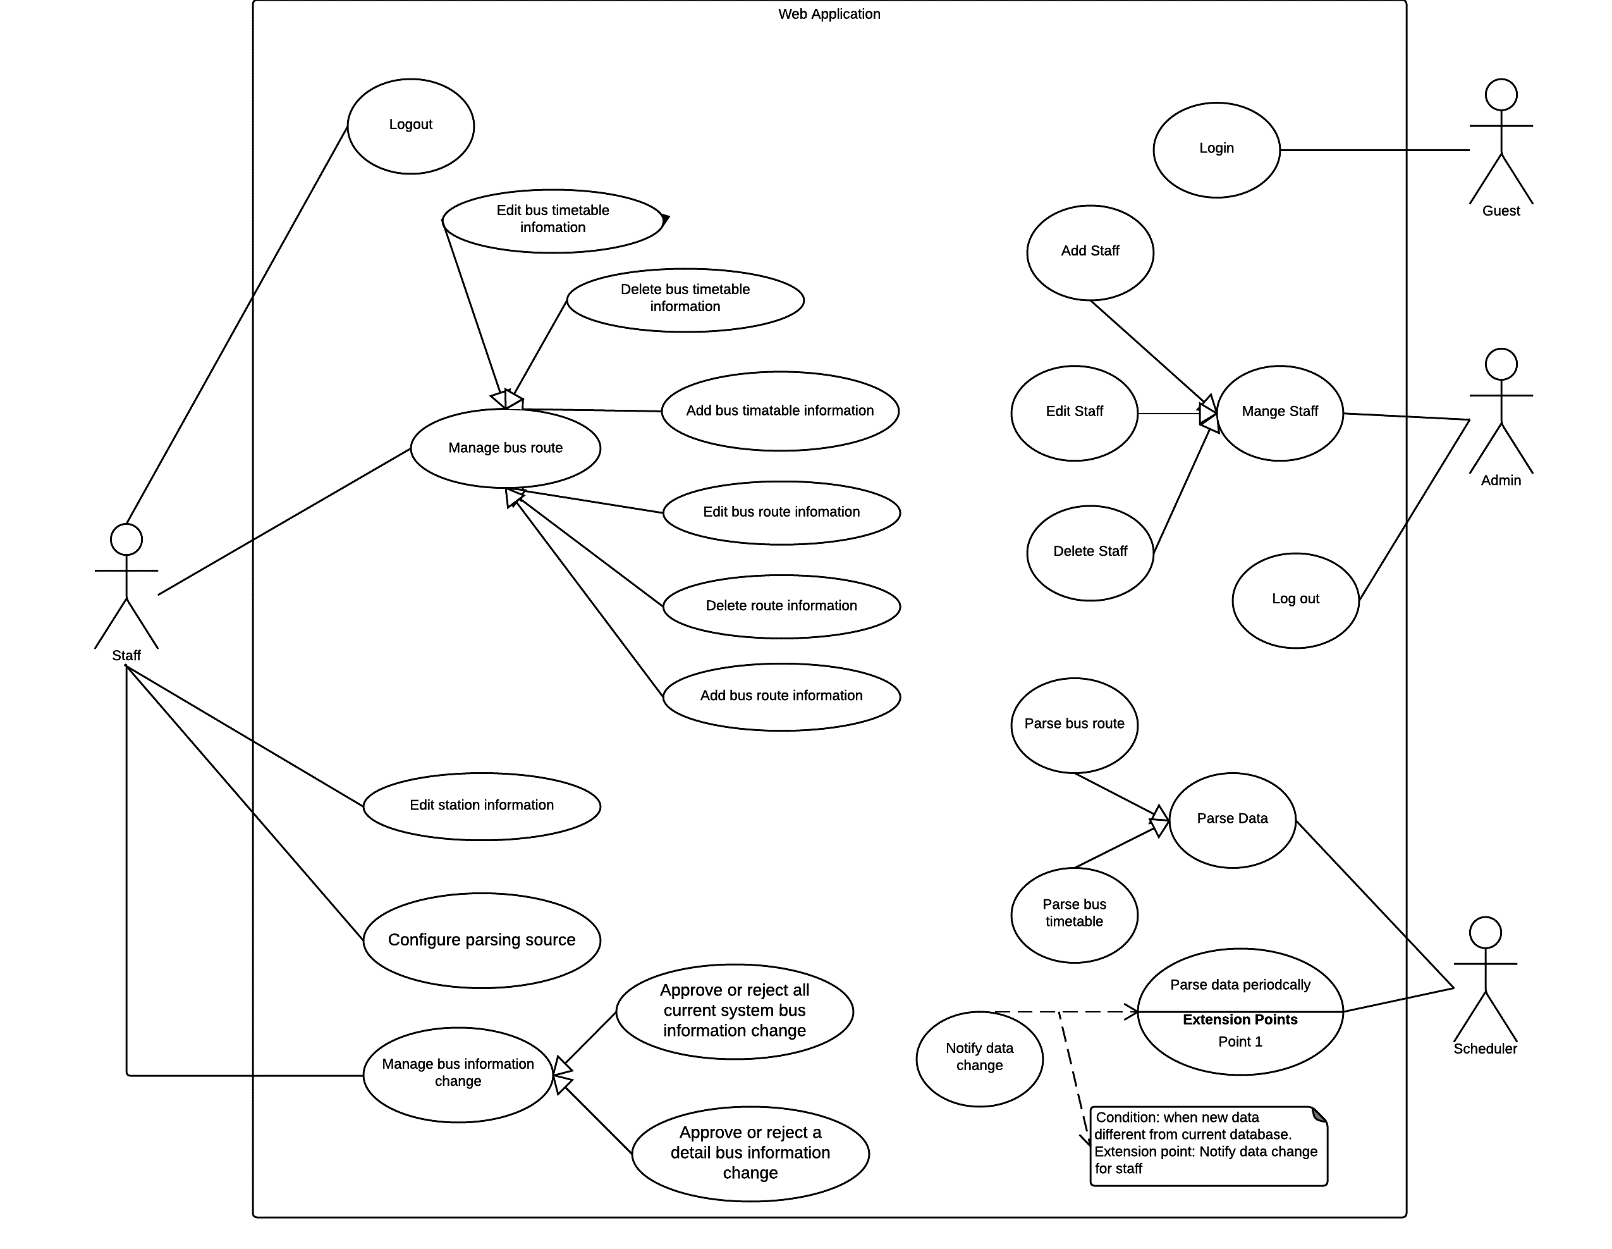 Web Application
Logout
Login
Guest
Edit bus timetable
infomation
Add Staff
Delete bus timetable
information
Add bus timatable information
Edit Staff
Mange Staff
Admin
Manage bus route
Edit bus route infomation
Delete Staff
Log out
Delete route information
Staff
Add bus route information
Parse bus route
Edit station information
Parse Data
Parse bus
timetable
Configure parsing source
Parse data periodcally
Extension Points
Point 1
Scheduler
Approve or reject all
current system bus
information change
Notify data
change
Manage bus information
change
Condition: when new data
different from current database.
Extension point: Notify data change
for staff
Approve or reject a
detail bus information
change